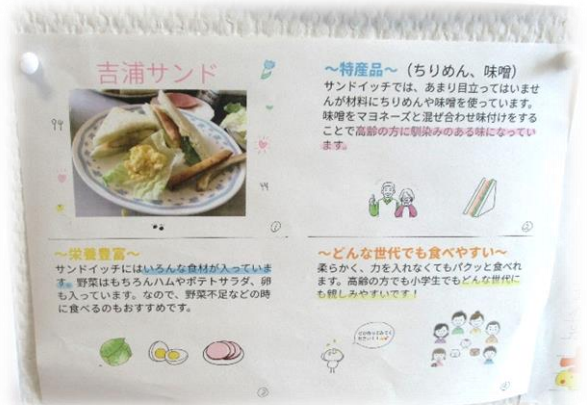 吉浦サンド
①
〜特産品〜（ちりめん、味噌）
サンドイッチでは、あまり目立ってはいませ
んが材料にちりめんや味噌を使っています。
味噌をマヨネーズと混ぜ合わせ味付けをする
ことで高齢の方に馴染みのある味になってい
ます。
②
〜栄養豊富〜
サンドイッチにはいろんな食材が入っていま
す。野菜はもちろんハムやポテトサラダ、卵
も入っています。なので、野菜不足などの時
に食べるのもおすすめです。
③
〜どんな世代でも食べやすい〜
柔らかく、力を入れなくてもパクッと食べれ
ます。高齢の方でも小学生でもどんな世代に
も親しみやすいです！
④